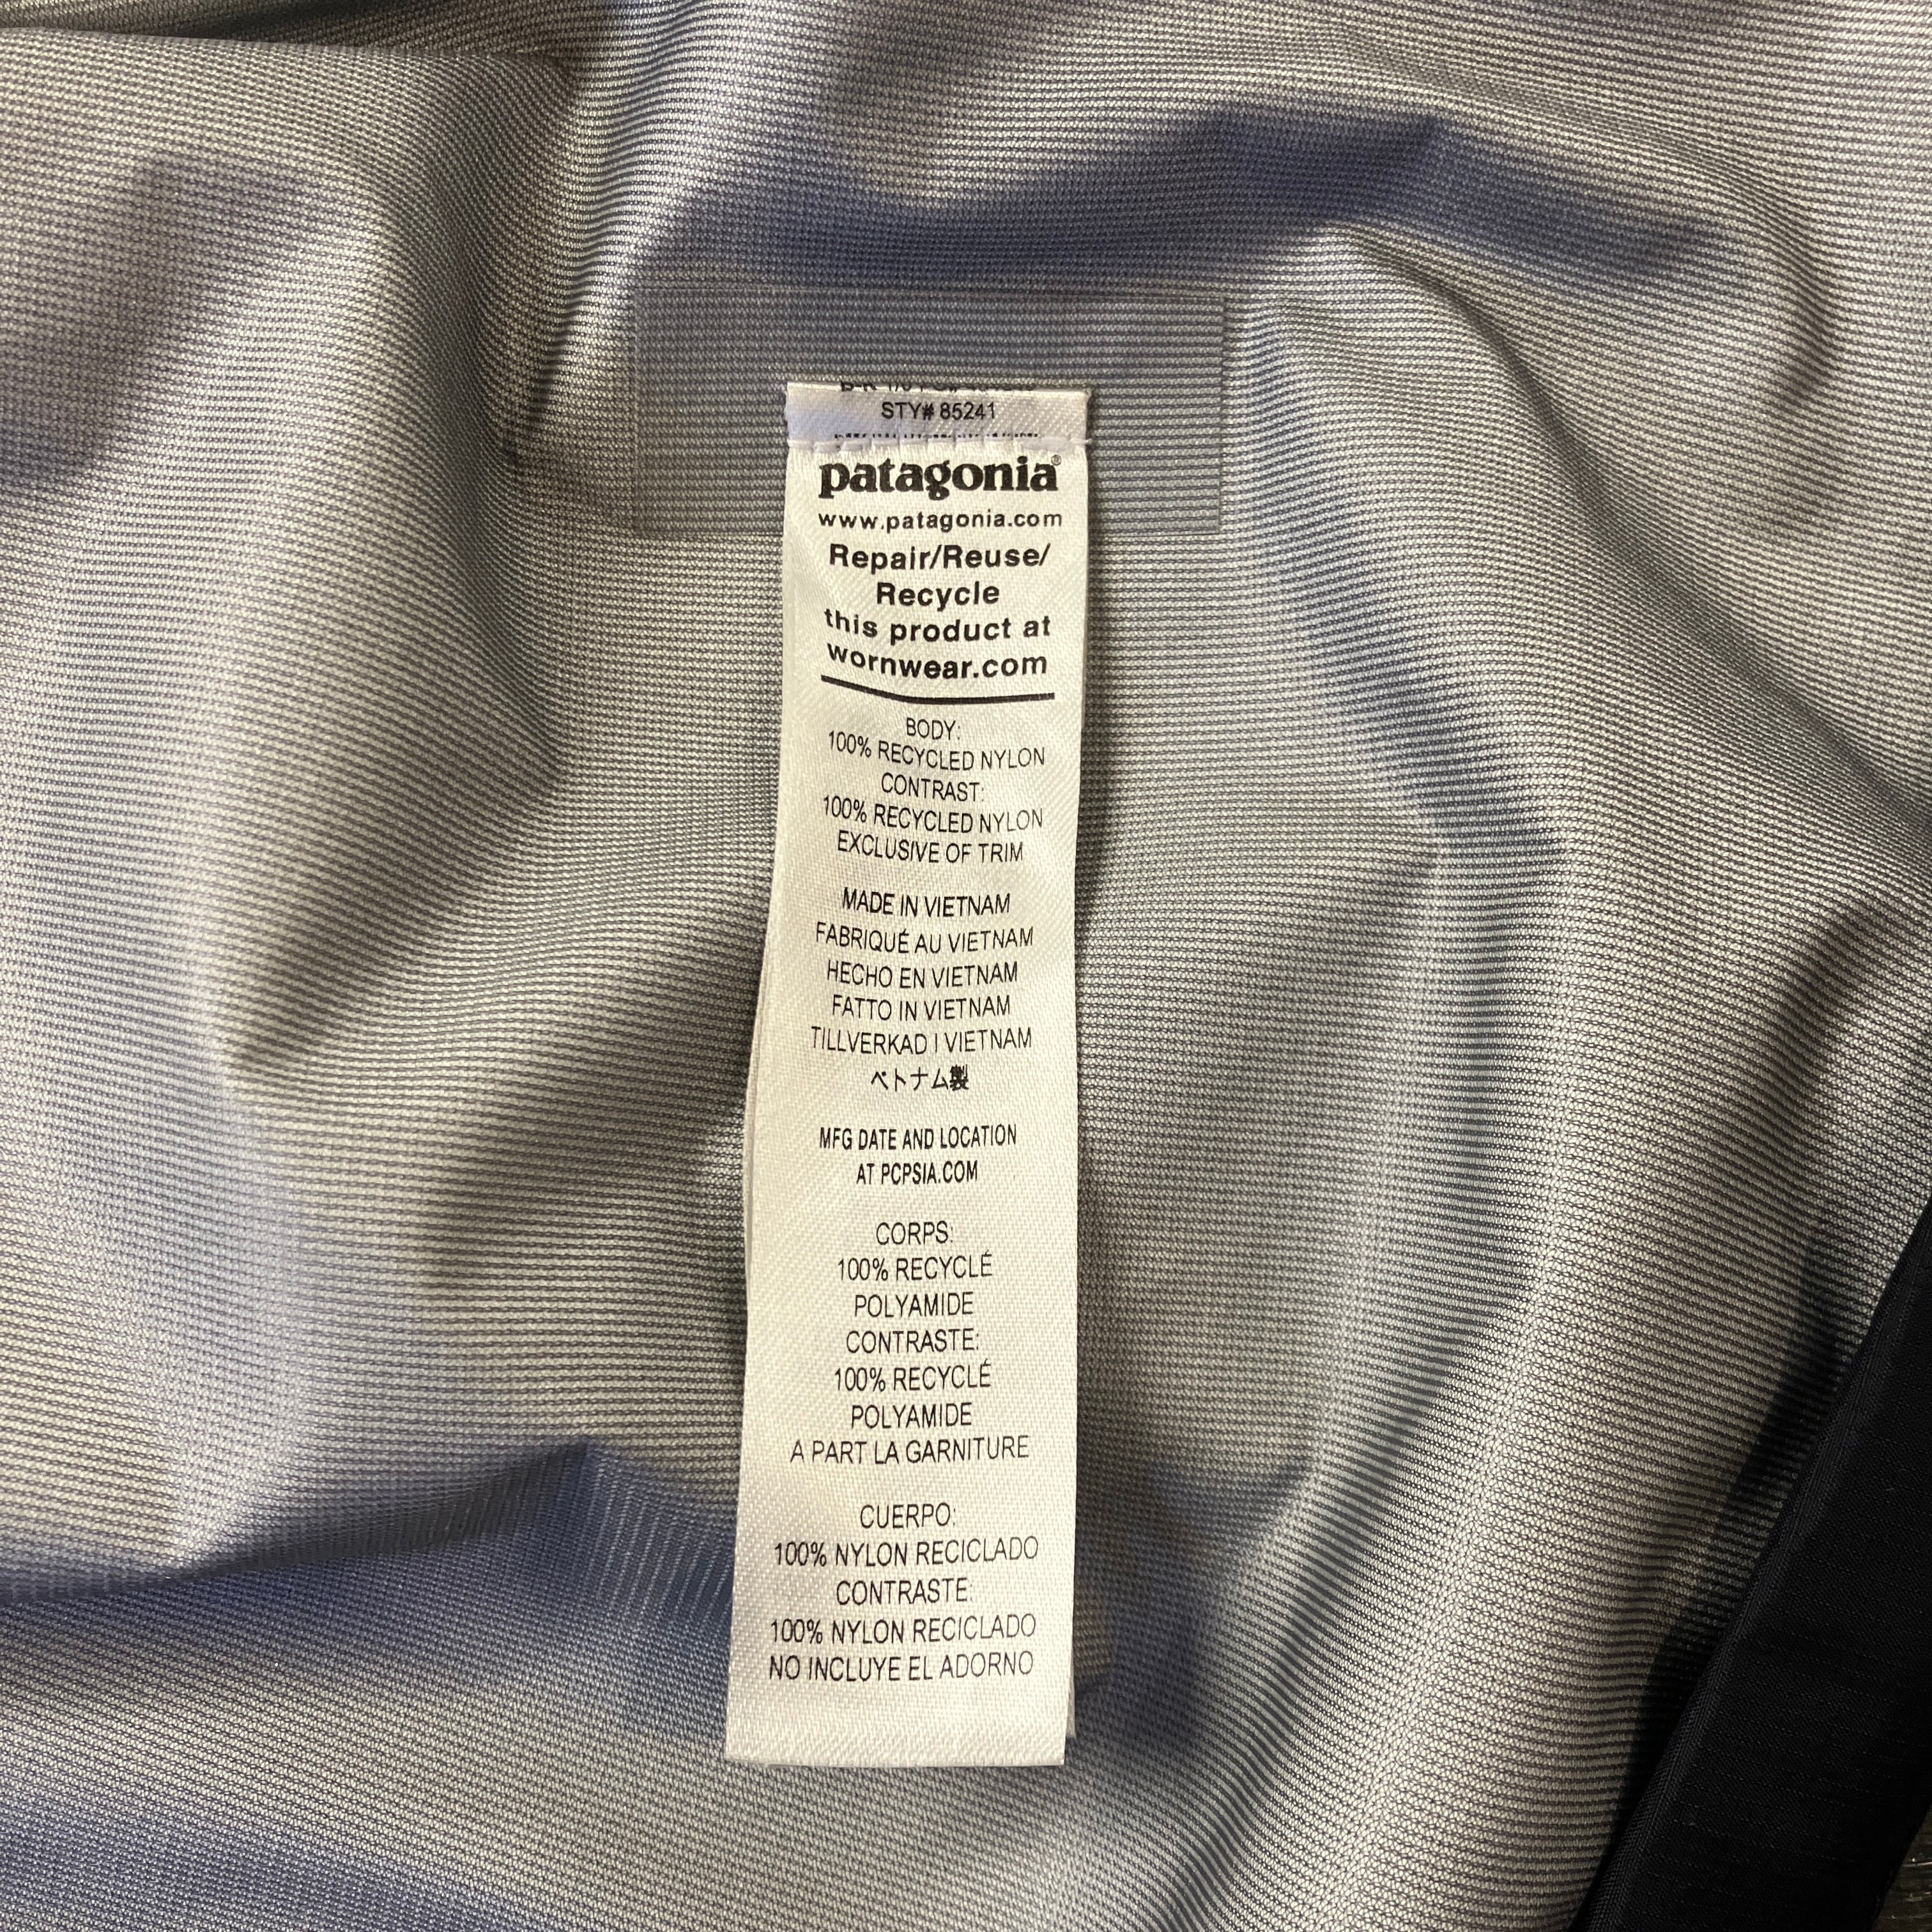 STY# 85241
patagonia®
www.patagonia.com
Repair/Reuse/
Recycle
this product at
wornwear.com
BODY:
100% RECYCLED NYLON
CONTRAST:
100% RECYCLED NYLON
EXCLUSIVE OF TRIM
MADE IN VIETNAM
FABRIQUÉ AU VIETNAM
HECHO EN VIETNAM
FATTO IN VIETNAM
TILLVERKAD I VIETNAM
ベトナム製
MFG DATE AND LOCATION
AT PCPSIA.COM
CORPS:
100% RECYCLÉ
POLYAMIDE
CONTRASTE:
100% RECYCLÉ
POLYAMIDE
A PART LA GARNITURE
CUERPO:
100% NYLON RECICLADO
CONTRASTE:
100% NYLON RECICLADO
NO INCLUYE EL ADORNO